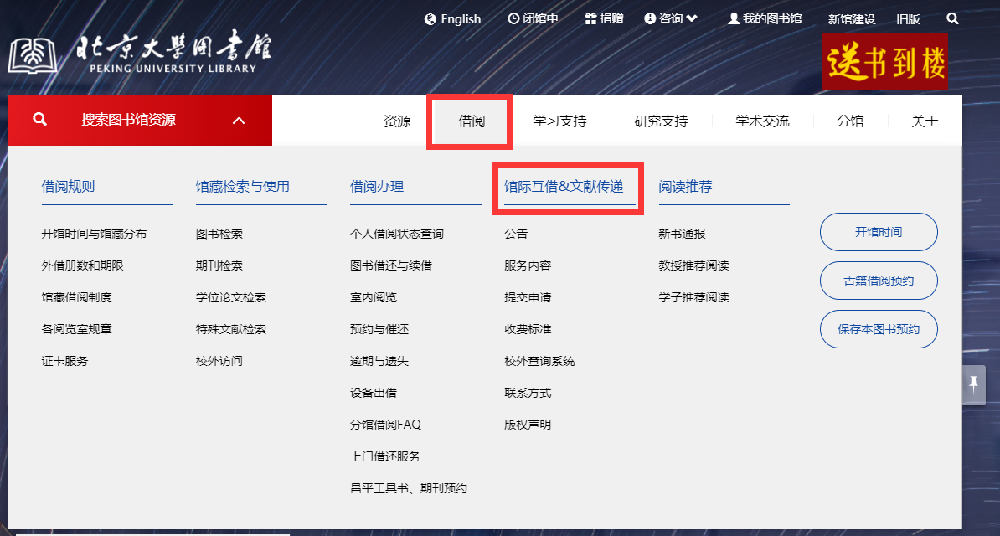 English
闭馆中
捐赠
咨询
我的图书馆
新馆建设
旧版
北京大學图書館
PEKING UNIVERSITY LIBRARY
送书到楼
搜索图书馆资源
资源
借阅
学习支持
研究支持
学术交流
分馆
关于
借阅规则
开馆时间与馆藏分布
外借册数和期限
馆藏借阅制度
各阅览室规章
证卡服务
馆藏检索与使用
图书检索
期刊检索
学位论文检索
特殊文献检索
校外访问
借阅办理
个人借阅状态查询
图书借还与续借
室内阅览
预约与催还
逾期与遗失
设备出借
分馆借阅FAQ
上门借还服务
昌平工具书、期刊预约
馆际互借&文献传递
公告
服务内容
提交申请
收费标准
校外查询系统
联系方式
版权声明
阅读推荐
新书通报
教授推荐阅读
学子推荐阅读
开馆时间
古籍借阅预约
保存本图书预约